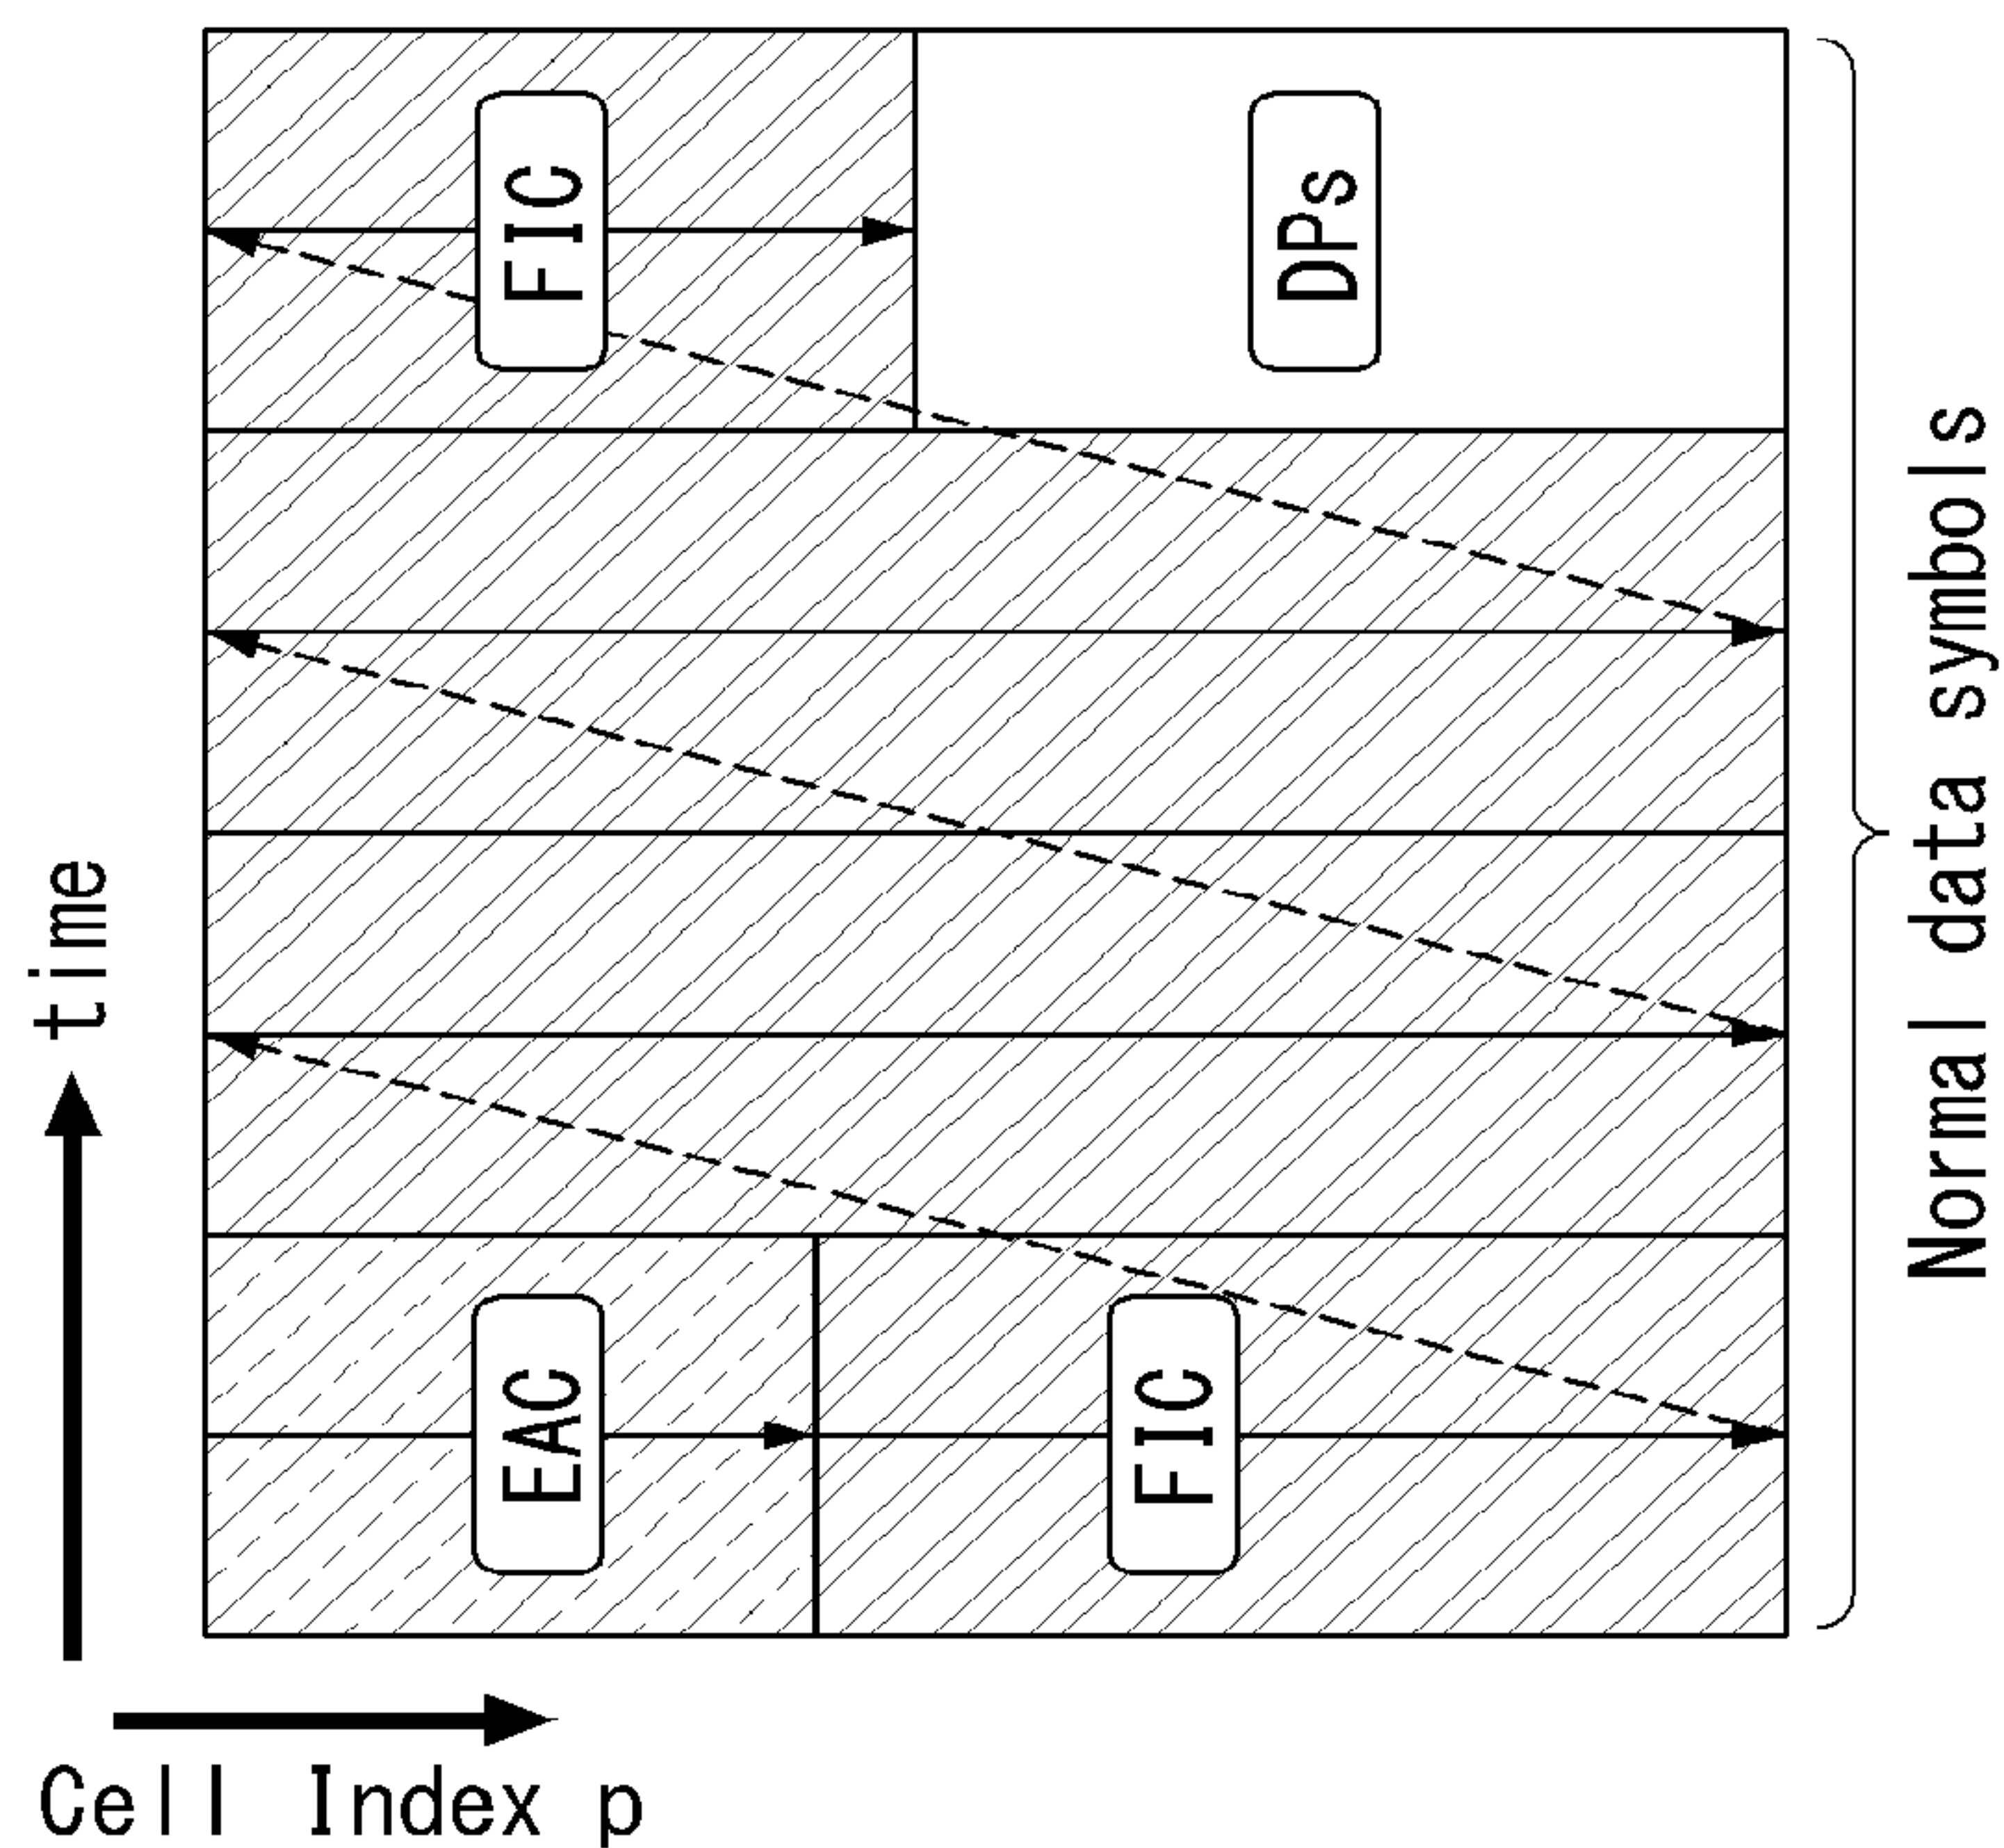 FIC
DPs
time
Normal data symbols
EAC
FIC
Cell Index p